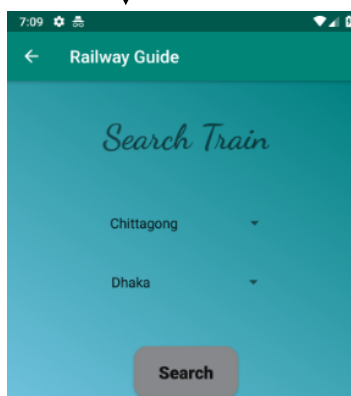 7:09
Railway Guide
Search Train
Chittagong
Dhaka
Search